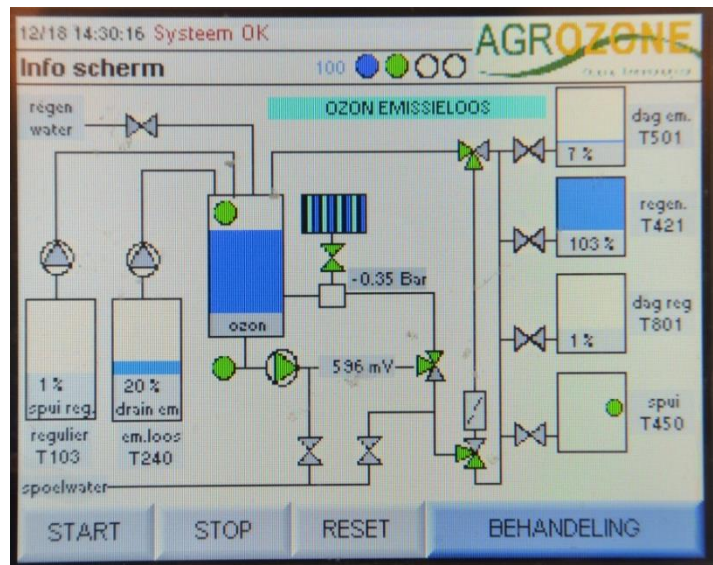 12/18 14:30:16 Systeem OK
AGROZONE
Info scherm
100
regen
water
OZON EMISSIELOOS
dag em.
T501
7 %
regen.
T421
103 %
-0.35 Bar
ozon
dag reg
T801
1 %
596 mV
1 %
spui reg.
20 %
drain em
spui
T450
regulier
T103
em.loos
T240
spoelwater
START
STOP
RESET
BEHANDELING